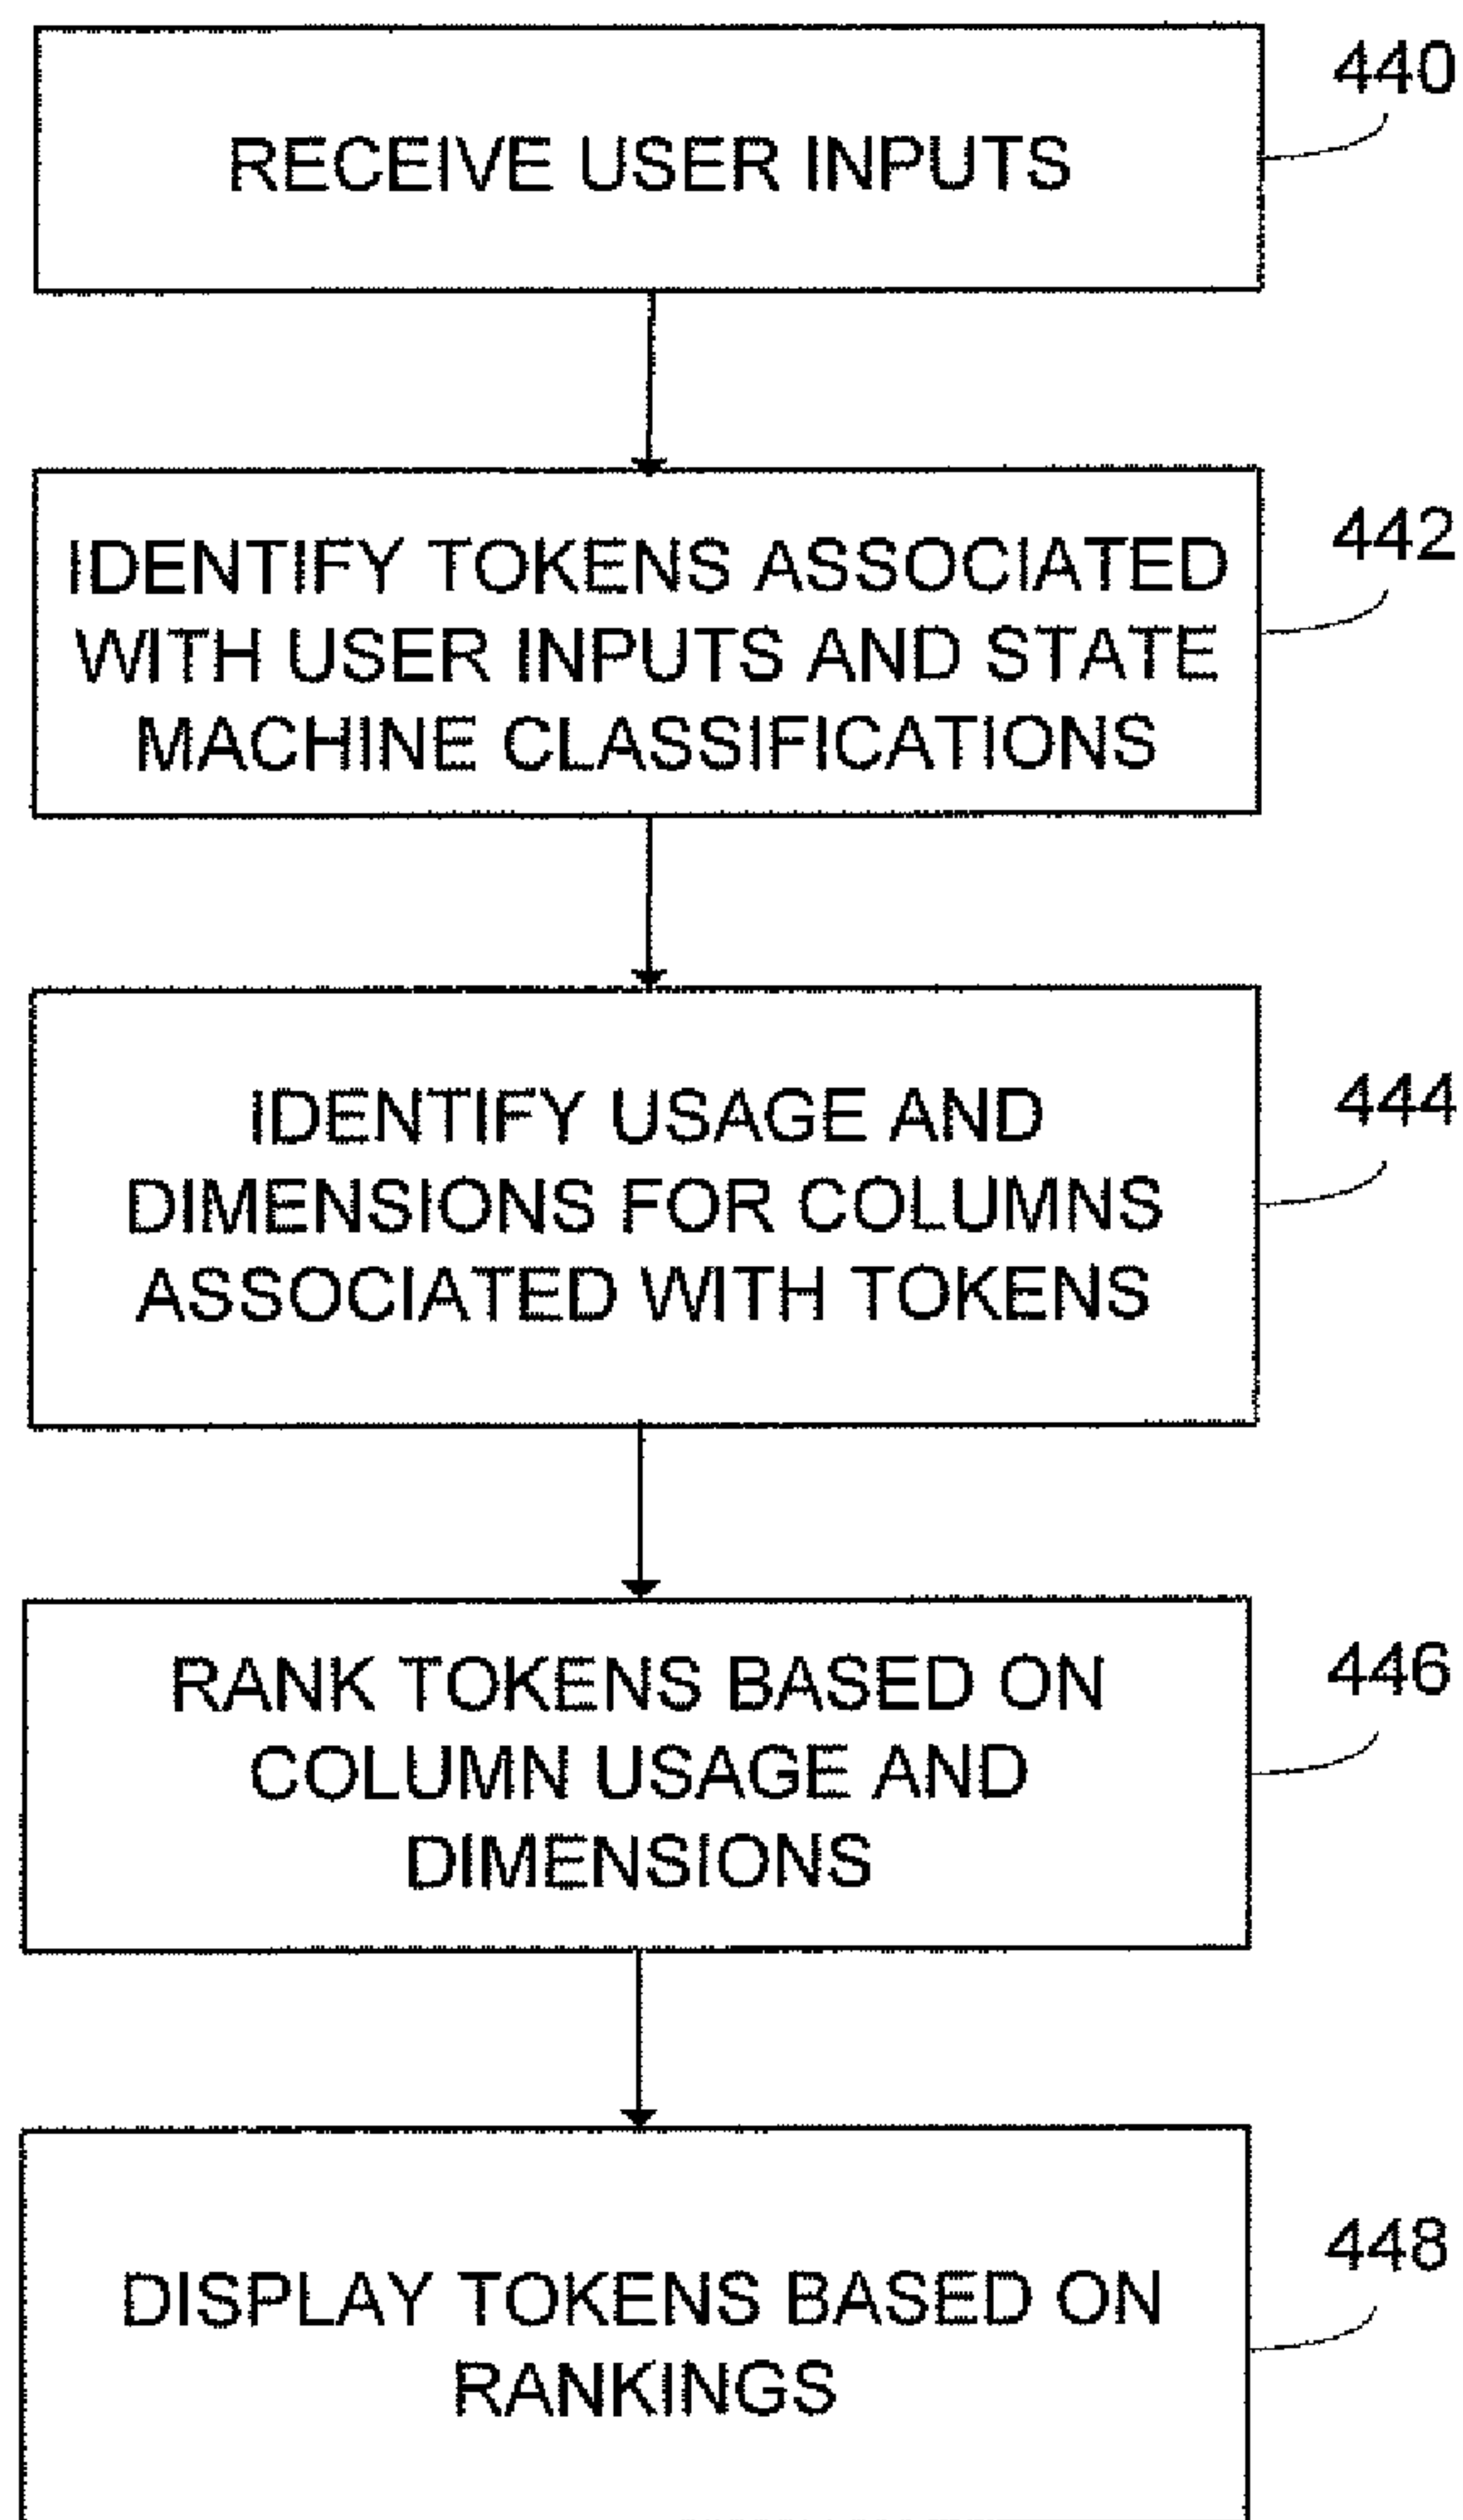 440
RECEIVE USER INPUTS
442
IDENTIFY TOKENS ASSOCIATED
WITH USER INPUTS AND STATE
MACHINE CLASSIFICATIONS
444
IDENTIFY USAGE AND
DIMENSIONS FOR COLUMNS
ASSOCIATED WITH TOKENS
446
RANK TOKENS BASED ON
COLUMN USAGE AND
DIMENSIONS
448
DISPLAY TOKENS BASED ON
RANKINGS